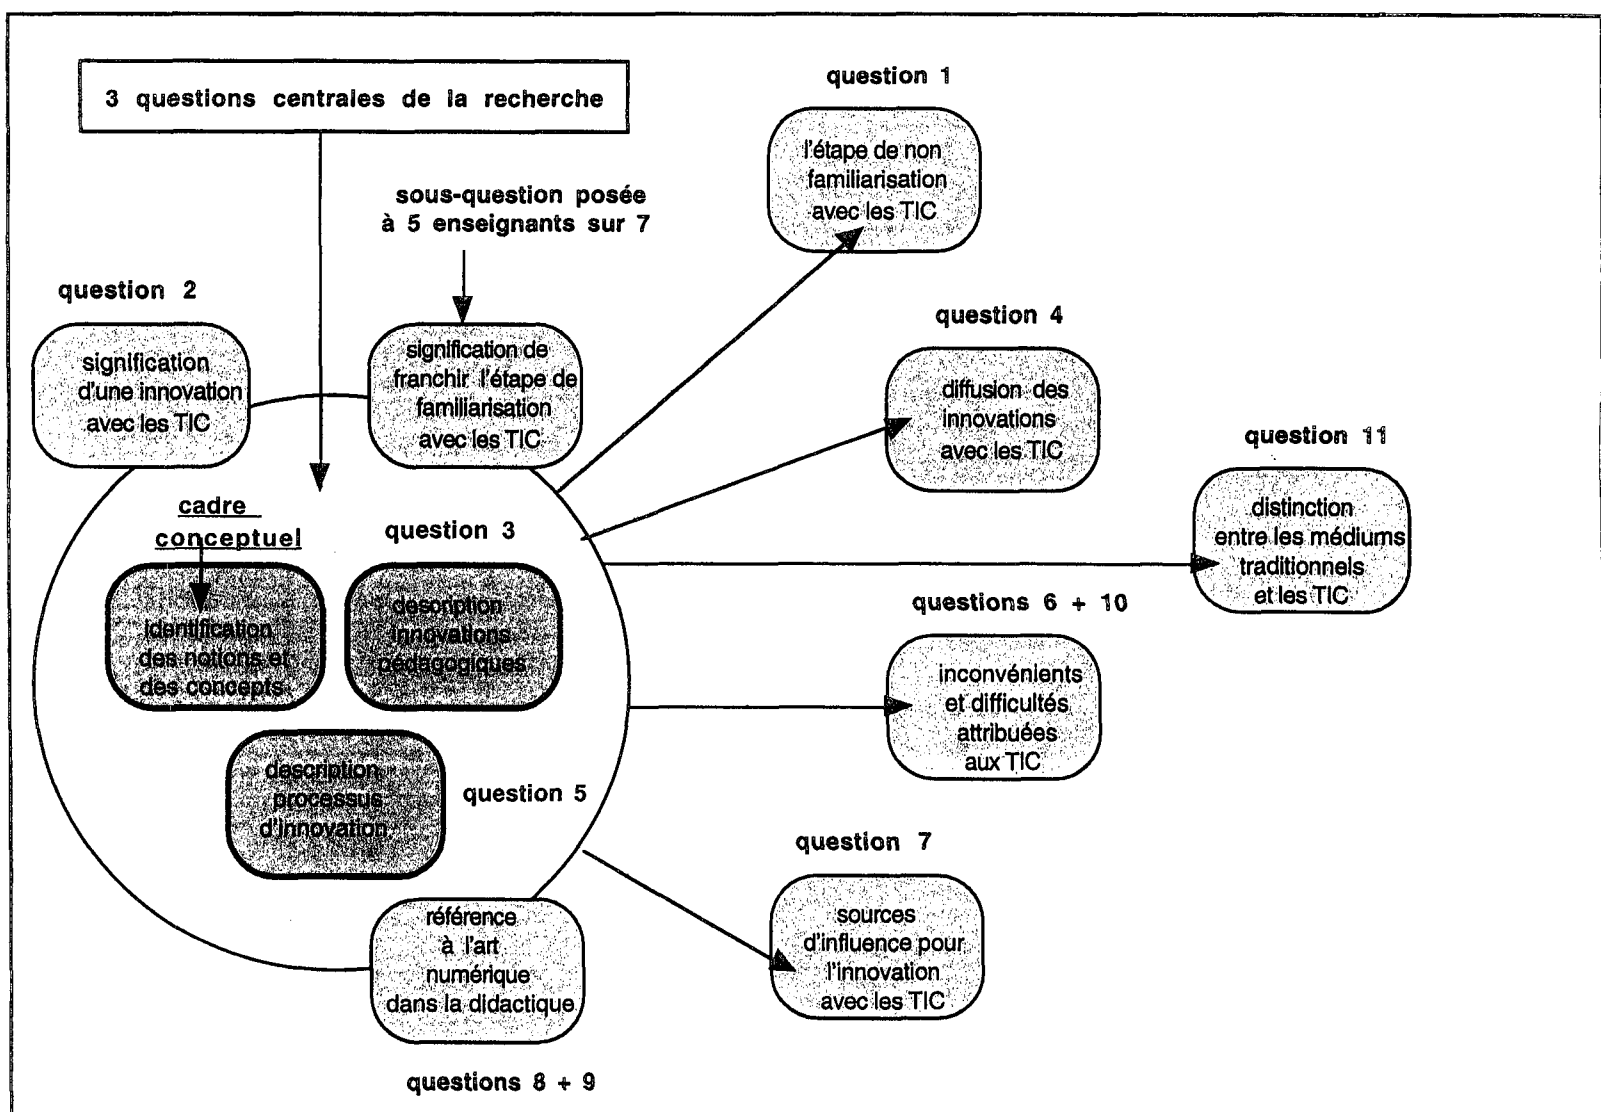 3 questions centrales de la recherche
sous-question posée
à 5 enseignants sur 7
question 2
signification
d'une innovation
avec les TIC
signification de
franchir l'étape de
familiarisation
avec les TIC
cadre
conceptuel
identification
des notions et
des concepts
question 3
description
innovations
pédagogiques
description
processus
d'innovation
question 5
référence
à l'art
numérique
dans la didactique
questions 8 + 9
question 1
l'étape de non
familiarisation
avec les TIC
question 4
diffusion des
innovations
avec les TIC
question 11
distinction
entre les médiums
traditionnels
et les TIC
questions 6 + 10
inconvénients
et difficultés
attribuées
aux TIC
question 7
sources
d'influence pour
l'innovation
avec les TIC